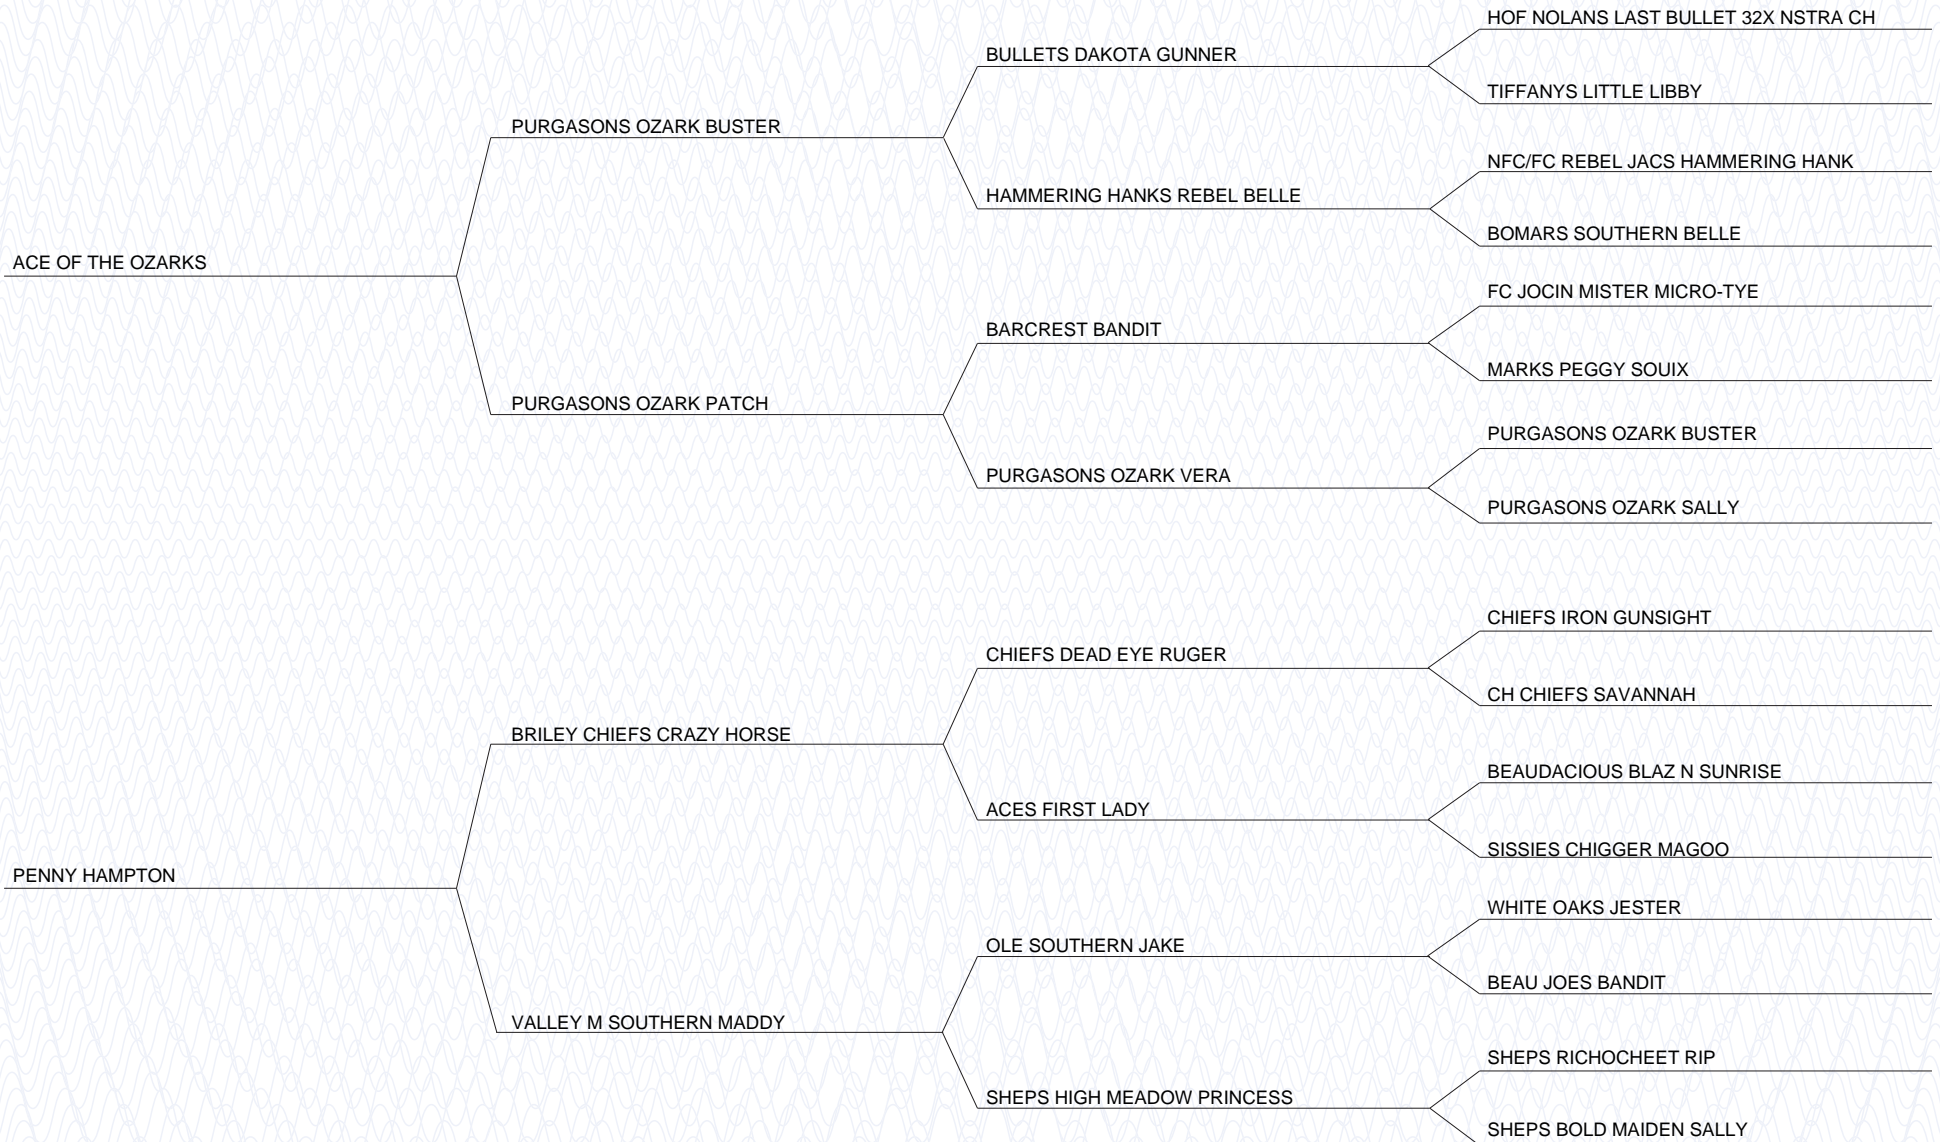 HOF NOLANS LAST BULLET 32X NSTRA CH
BULLETS DAKOTA GUNNER
TIFFANYS LITTLE LIBBY
PURGASONS OZARK BUSTER
NFC/FC REBEL JACS HAMMERING HANK
HAMMERING HANKS REBEL BELLE
BOMARS SOUTHERN BELLE
ACE OF THE OZARKS
FC JOCIN MISTER MICRO-TYE
BARCREST BANDIT
MARKS PEGGY SOUIX
PURGASONS OZARK PATCH
PURGASONS OZARK BUSTER
PURGASONS OZARK VERA
PURGASONS OZARK SALLY
CHIEFS IRON GUNSIGHT
CHIEFS DEAD EYE RUGER
CH CHIEFS SAVANNAH
BRILEY CHIEFS CRAZY HORSE
BEAUDACIOUS BLAZ N SUNRISE
ACES FIRST LADY
SISSIES CHIGGER MAGOO
PENNY HAMPTON
WHITE OAKS JESTER
OLE SOUTHERN JAKE
BEAU JOES BANDIT
VALLEY M SOUTHERN MADDY
SHEPS RICHOCHEET RIP
SHEPS HIGH MEADOW PRINCESS
SHEPS BOLD MAIDEN SALLY